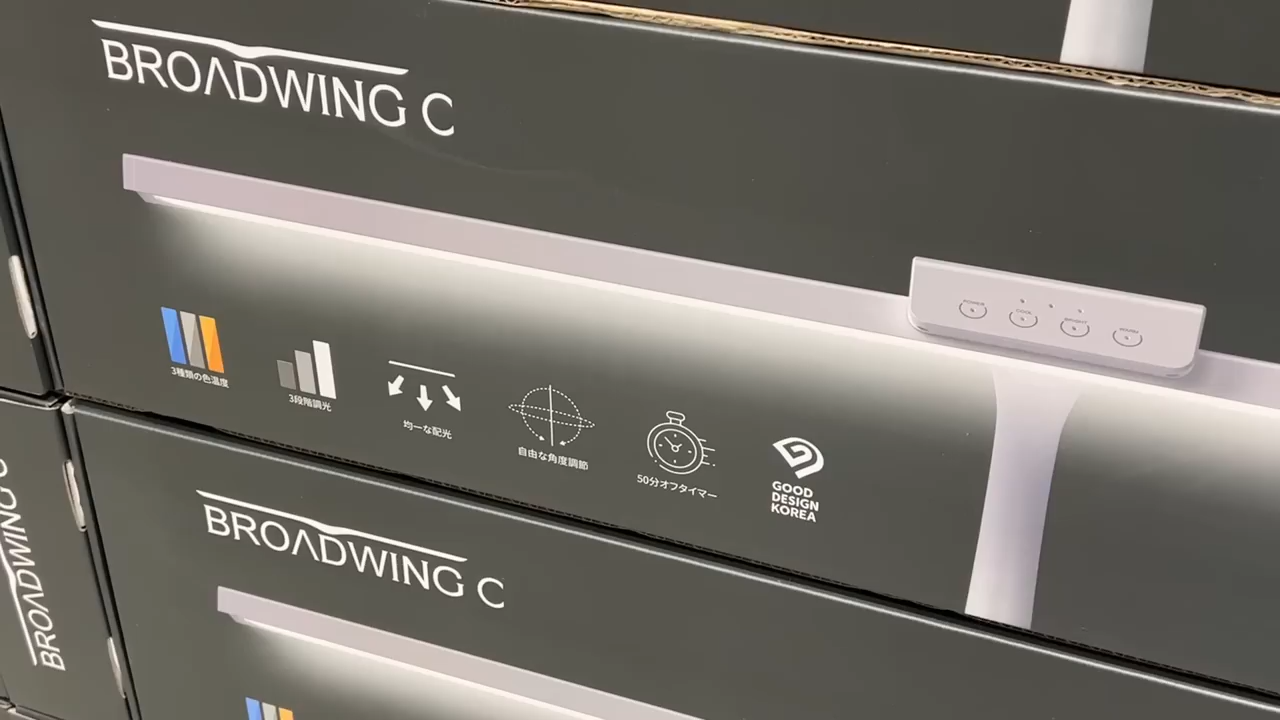 BROADWING C
3種類の色温度
3段階調光
均一な配光
自由な角度調節
50分オフタイマー
GOOD
DESIGN
KOREA
BROADWING C
BROADWING C